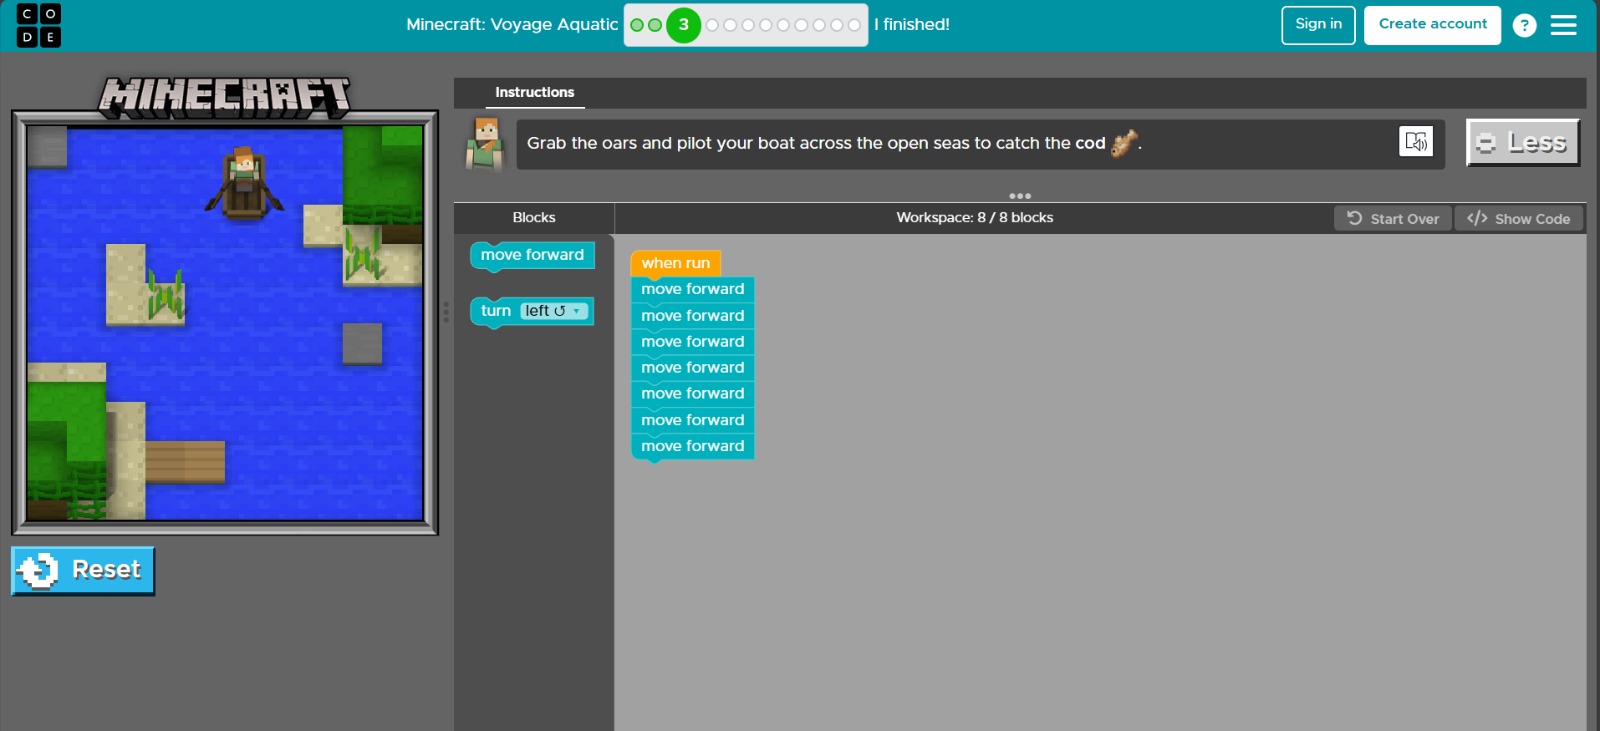 C O
D E
Minecraft: Voyage Aquatic
3
I finished!
Sign in
Create account
?
MINECRAFT
Instructions
Grab the oars and pilot your boat across the open seas to catch the cod .
Less
Blocks
Workspace: 8 / 8 blocks
Start Over
</> Show Code
move forward
turn left ↺ ▾
when run
move forward
move forward
move forward
move forward
move forward
move forward
move forward
Reset